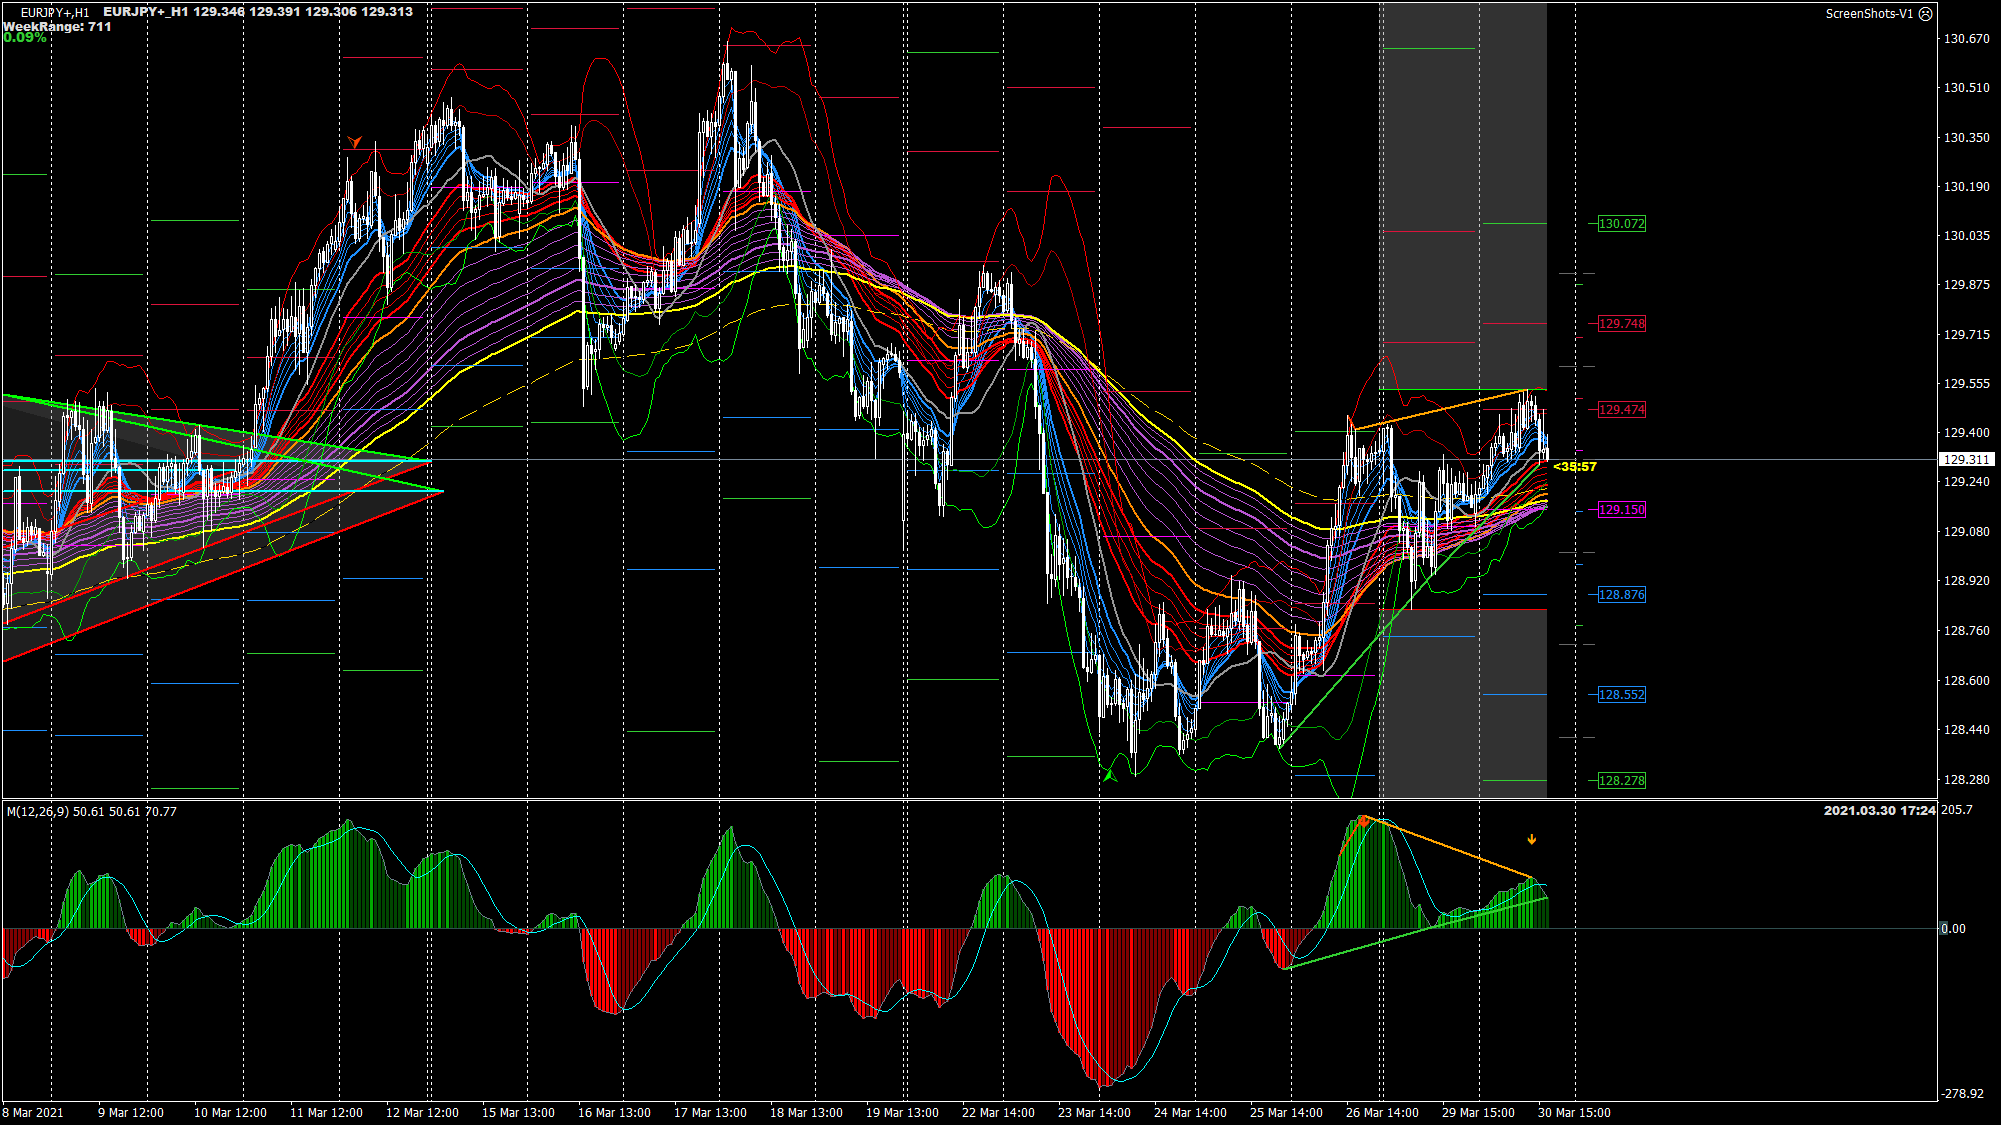 EURJPY+,H1 EURJPY+_H1 129.346 129.391 129.306 129.313
WeekRange: 711
0.09%
ScreenShots-V1
130.670
130.510
130.350
130.190
130.035
129.875
129.715
129.555
129.400
129.311
129.240
129.080
128.920
128.760
128.600
128.440
128.280
130.072
129.748
129.474
<35:57
129.150
128.876
128.552
128.278
M(12,26,9) 50.61 50.61 70.77
2021.03.30 17:24
205.7
0.00
-278.92
8 Mar 2021
9 Mar 12:00
10 Mar 12:00
11 Mar 12:00
12 Mar 12:00
15 Mar 13:00
16 Mar 13:00
17 Mar 13:00
18 Mar 13:00
19 Mar 13:00
22 Mar 14:00
23 Mar 14:00
24 Mar 14:00
25 Mar 14:00
26 Mar 14:00
29 Mar 15:00
30 Mar 15:00